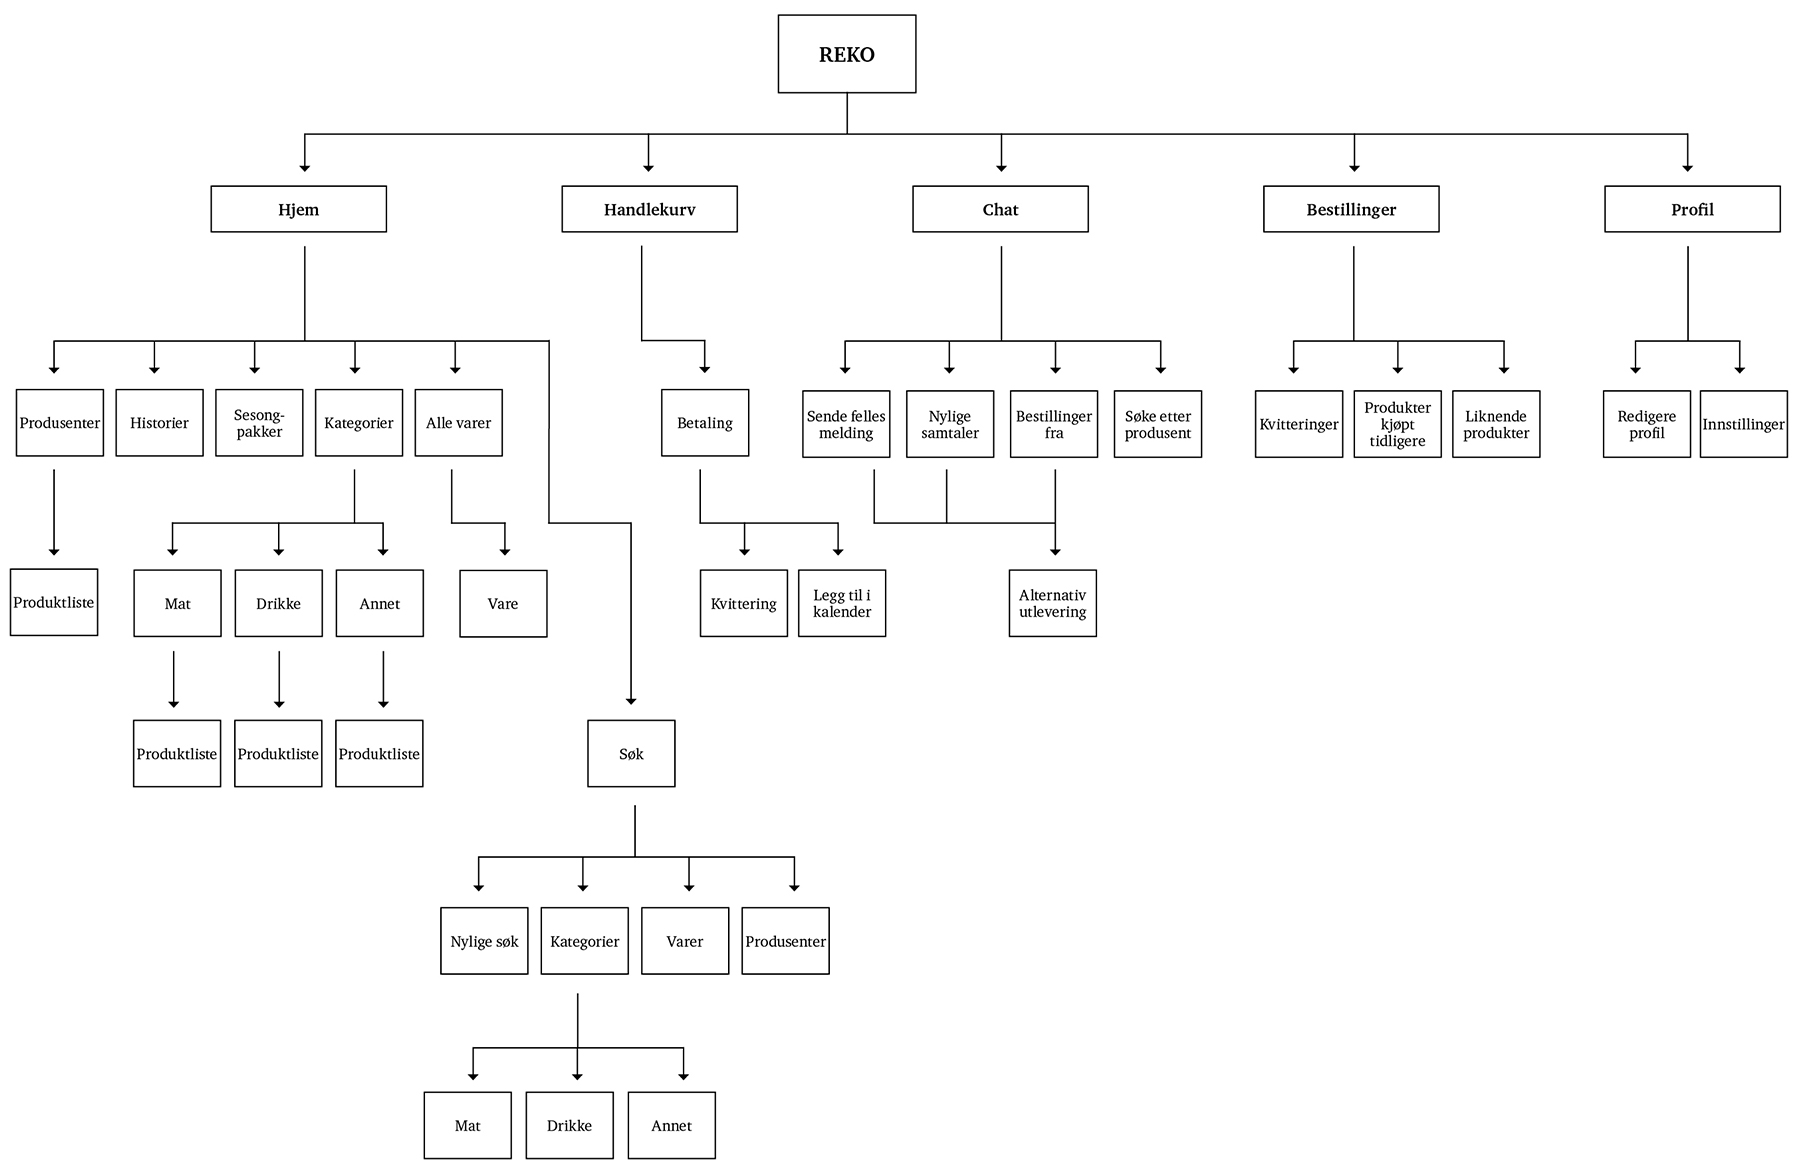 REKO
Hjem
Handlekurv
Chat
Bestillinger
Profil
Produsenter
Historier
Sesong-
pakker
Kategorier
Alle varer
Betaling
Sende felles
melding
Nylige
samtaler
Bestillinger
fra
Søke etter
produsent
Kvitteringer
Produkter
kjøpt
tidligere
Liknende
produkter
Redigere
profil
Innstillinger
Produktliste
Mat
Drikke
Annet
Vare
Kvittering
Legg til i
kalender
Alternativ
utlevering
Produktliste
Produktliste
Produktliste
Søk
Nylige søk
Kategorier
Varer
Produsenter
Mat
Drikke
Annet